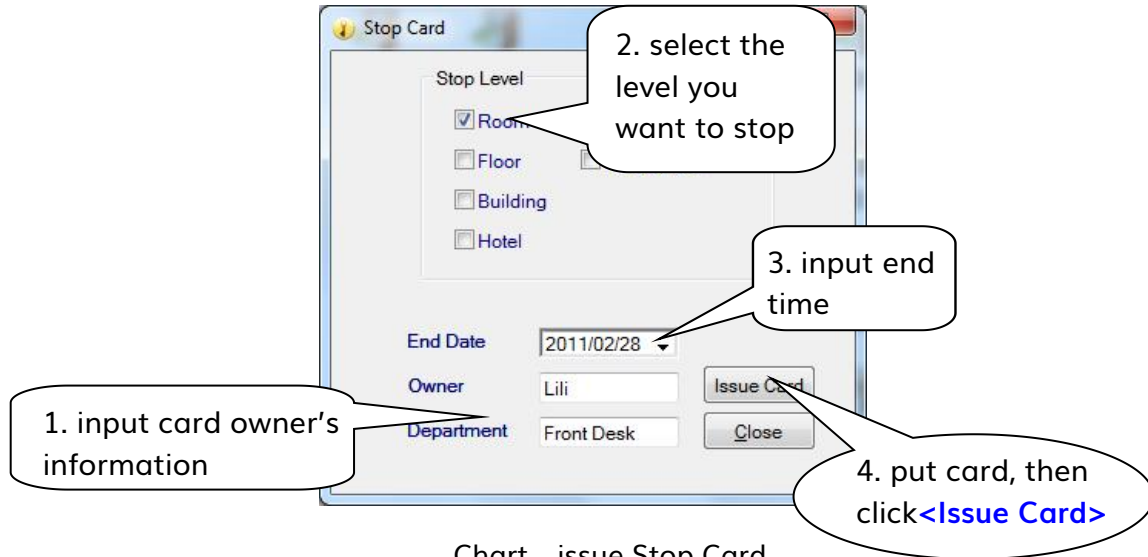 Stop Card
2. select the
level you
want to stop
Stop Level
Room
Floor
Building
Hotel
3. input end
time
End Date
2011/02/28
Owner
Lili
Issue Card
1. input card owner's
information
Department
Front Desk
Close
4. put card, then
click<Issue Card>
Chart issue Stop Card